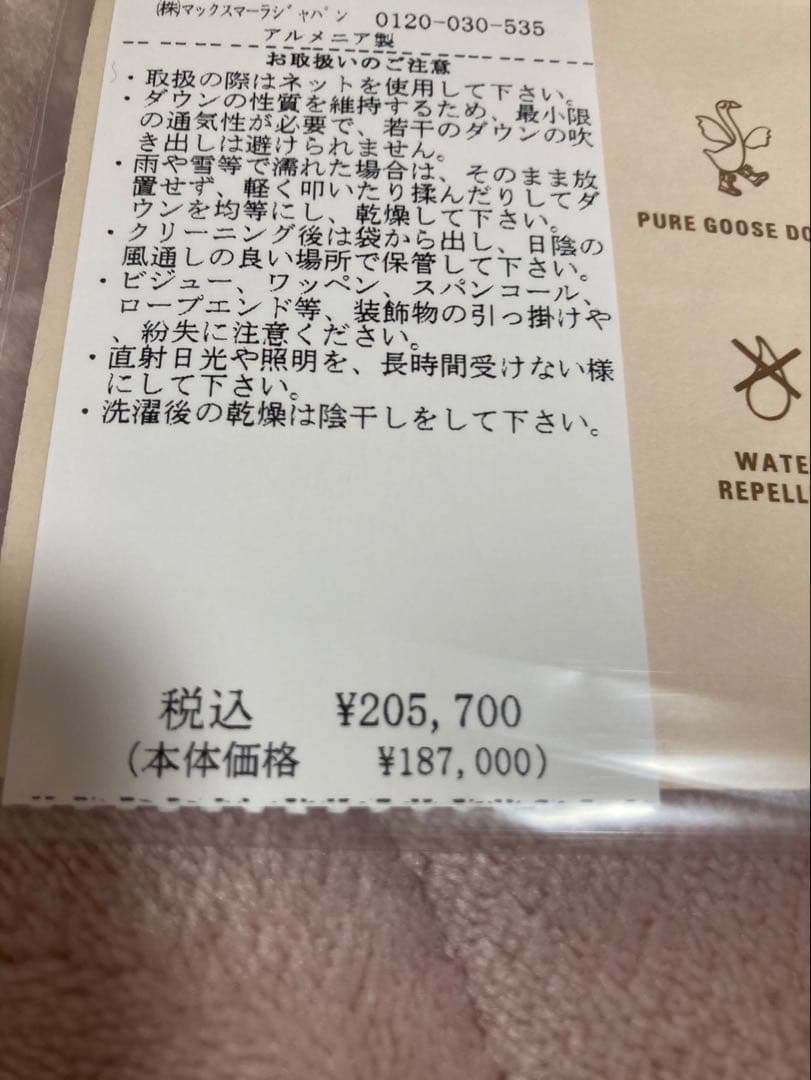 (株)マックスマーラジャパン 0120-030-535
アルメニア製
お取扱いのご注意
・取扱の際はネットを使用して下さい。
・ダウンの性質を維持するため、最小限
の通気性が必要で、若干のダウンの吹
き出しは避けられません。
・雨や雪等で濡れた場合は、そのまま放
置せず、軽く叩いたり揉んだりしてダ
ウンを均等にし、乾燥して下さい。
・クリーニング後は袋から出し、日陰の
風通しの良い場所で保管して下さい。
・ビジュー、ワッペン、スパンコール、
ロープエンド等、装飾物の引っ掛けや
、紛失に注意ください。
・直射日光や照明を、長時間受けない様
にして下さい。
・洗濯後の乾燥は陰干しをして下さい。
税込 ¥205,700
(本体価格 ¥187,000)
PURE GOOSE DO
WATE
REPELL